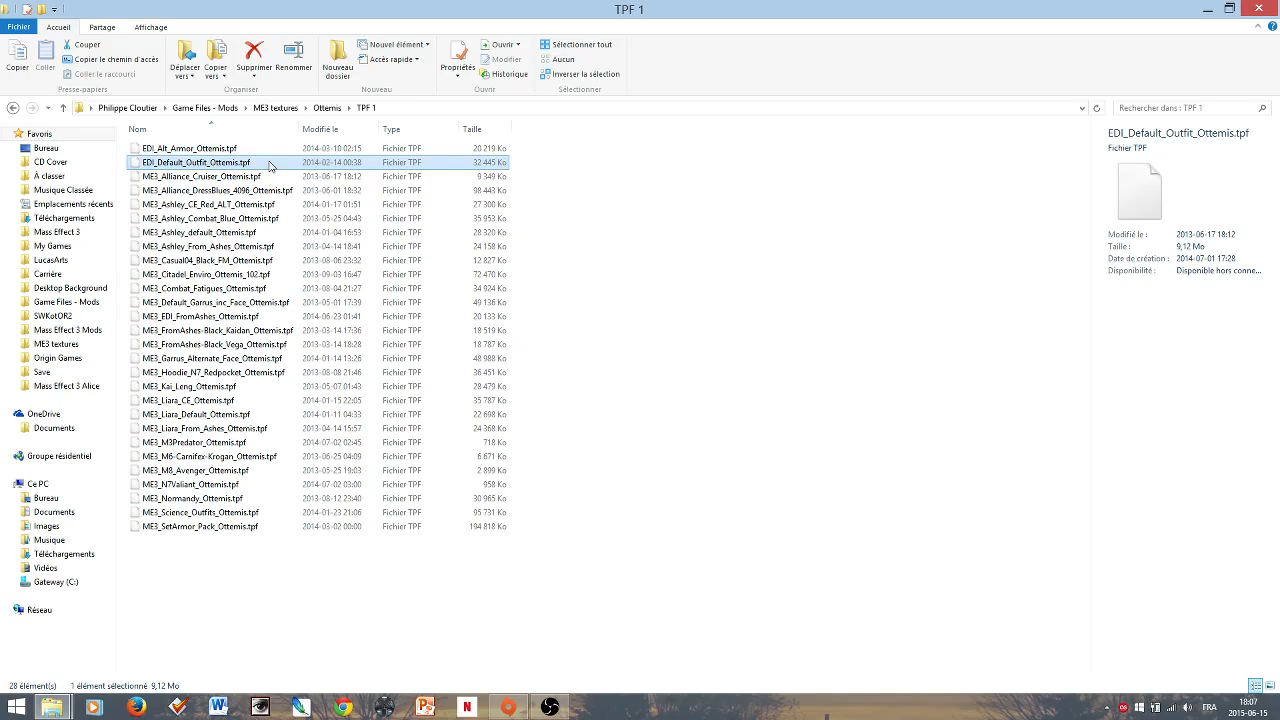 TPF 1
Fichier Accueil Partage Affichage
Copier
Coller
Couper
Copier le chemin d'accès
Coller le raccourci
Presse-papiers
Déplacer vers
Copier vers
Supprimer
Renommer
Organiser
Nouveau dossier
Nouvel élément
Accès rapide
Nouveau
Propriétés
Ouvrir
Modifier
Historique
Ouvrir
Sélectionner tout
Aucun
Inverser la sélection
Sélectionner
Philippe Cloutier Game Files - Mods ME3 textures Ottemis TPF 1
Rechercher dans : TPF 1
Favoris
Bureau
CD Cover
À classer
Musique Classée
Emplacements récents
Téléchargements
Mass Effect 3
My Games
LucasArts
Carrière
Desktop Background
Game Files - Mods
SWKotOR2
Mass Effect 3 Mods
ME3 textures
Origin Games
Save
Mass Effect 3 Alice
OneDrive
Documents
Groupe résidentiel
Ce PC
Bureau
Documents
Images
Musique
Téléchargements
Vidéos
Gateway (C:)
Réseau
Nom Modifié le Type Taille
EDI_Alt_Armor_Ottemis.tpf 2014-03-10 02:15 Fichier TPF 20 219 Ko
EDI_Default_Outfit_Ottemis.tpf 2014-02-14 00:38 Fichier TPF 32 445 Ko
ME3_Alliance_Cruiser_Ottemis.tpf 2013-06-17 18:12 Fichier TPF 9 349 Ko
ME3_Alliance_DressBlues_4096_Ottemis.tpf 2013-06-01 18:32 Fichier TPF 98 443 Ko
ME3_Ashley_CE_Red_ALT_Ottemis.tpf 2014-01-17 01:51 Fichier TPF 27 300 Ko
ME3_Ashley_Combat_Blue_Ottemis.tpf 2013-05-25 04:43 Fichier TPF 35 953 Ko
ME3_Ashley_default_Ottemis.tpf 2014-01-04 16:53 Fichier TPF 28 320 Ko
ME3_Ashley_From_Ashes_Ottemis.tpf 2013-04-14 18:41 Fichier TPF 24 158 Ko
ME3_Casual04_Black_FM_Ottemis.tpf 2013-08-06 23:32 Fichier TPF 12 827 Ko
ME3_Citadel_Enviro_Ottemis_102.tpf 2013-09-03 16:47 Fichier TPF 72 470 Ko
ME3_Combat_Fatigues_Ottemis.tpf 2013-08-04 21:27 Fichier TPF 34 924 Ko
ME3_Default_Garrus_inc_Face_Ottemis.tpf 2013-05-01 17:39 Fichier TPF 49 136 Ko
ME3_EDI_FromAshes_Ottemis.tpf 2014-06-23 01:41 Fichier TPF 20 133 Ko
ME3_FromAshes-Black_Kaidan_Ottemis.tpf 2013-03-14 17:36 Fichier TPF 18 519 Ko
ME3_FromAshes-Black_Vega_Ottemis.tpf 2013-03-14 18:28 Fichier TPF 18 787 Ko
ME3_Garrus_Alternate_Face_Ottemis.tpf 2014-01-14 13:26 Fichier TPF 48 988 Ko
ME3_Hoodie_N7_Redpocket_Ottemis.tpf 2013-08-08 21:46 Fichier TPF 36 451 Ko
ME3_Kai_Leng_Ottemis.tpf 2013-05-07 01:43 Fichier TPF 28 479 Ko
ME3_Liara_CE_Ottemis.tpf 2014-01-15 22:05 Fichier TPF 35 787 Ko
ME3_Liara_Default_Ottemis.tpf 2014-01-11 04:33 Fichier TPF 22 698 Ko
ME3_Liara_From_Ashes_Ottemis.tpf 2013-04-14 15:57 Fichier TPF 24 368 Ko
ME3_M3Predator_Ottemis.tpf 2014-07-02 02:45 Fichier TPF 718 Ko
ME3_M6-Carnifex-Krogan_Ottemis.tpf 2013-06-25 04:09 Fichier TPF 6 671 Ko
ME3_M8_Avenger_Ottemis.tpf 2013-05-25 19:03 Fichier TPF 2 899 Ko
ME3_N7Valiant_Ottemis.tpf 2014-07-02 03:00 Fichier TPF 958 Ko
ME3_Normandy_Ottemis.tpf 2013-08-12 23:40 Fichier TPF 30 965 Ko
ME3_Science_Outfits_Ottemis.tpf 2014-01-23 21:06 Fichier TPF 95 731 Ko
ME3_SetArmor_Pack_Ottemis.tpf 2014-03-02 00:00 Fichier TPF 194 818 Ko
EDI_Default_Outfit_Ottemis.tpf
Fichier TPF
Modifié le : 2013-06-17 18:12
Taille : 9,12 Mo
Date de création : 2014-07-01 17:28
Disponibilité : Disponible hors conne...
28 élément(s) 1 élément sélectionné 9,12 Mo
FRA
18:07
2015-06-15